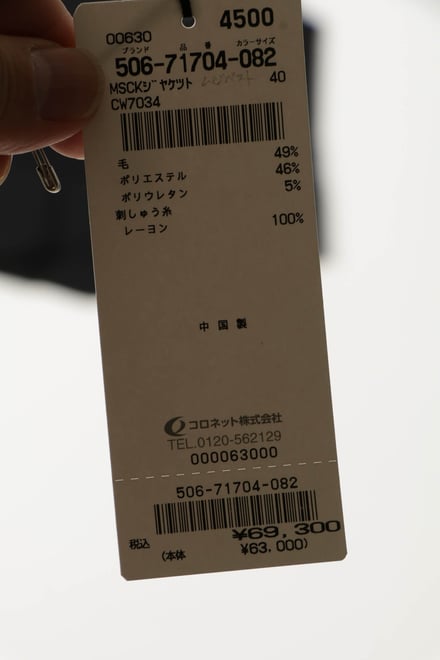 4500
00630
ブランド 品 番 カラーサイズ
506-71704-082
MSCKジャケット 40
CW7034
毛 49%
ポリエステル 46%
ポリウレタン 5%
刺しゅう糸
レーヨン 100%
中国製
コロネット株式会社
TEL.0120-562129
000063000
506-71704-082
¥69,300
税込 (本体 ¥63,000)